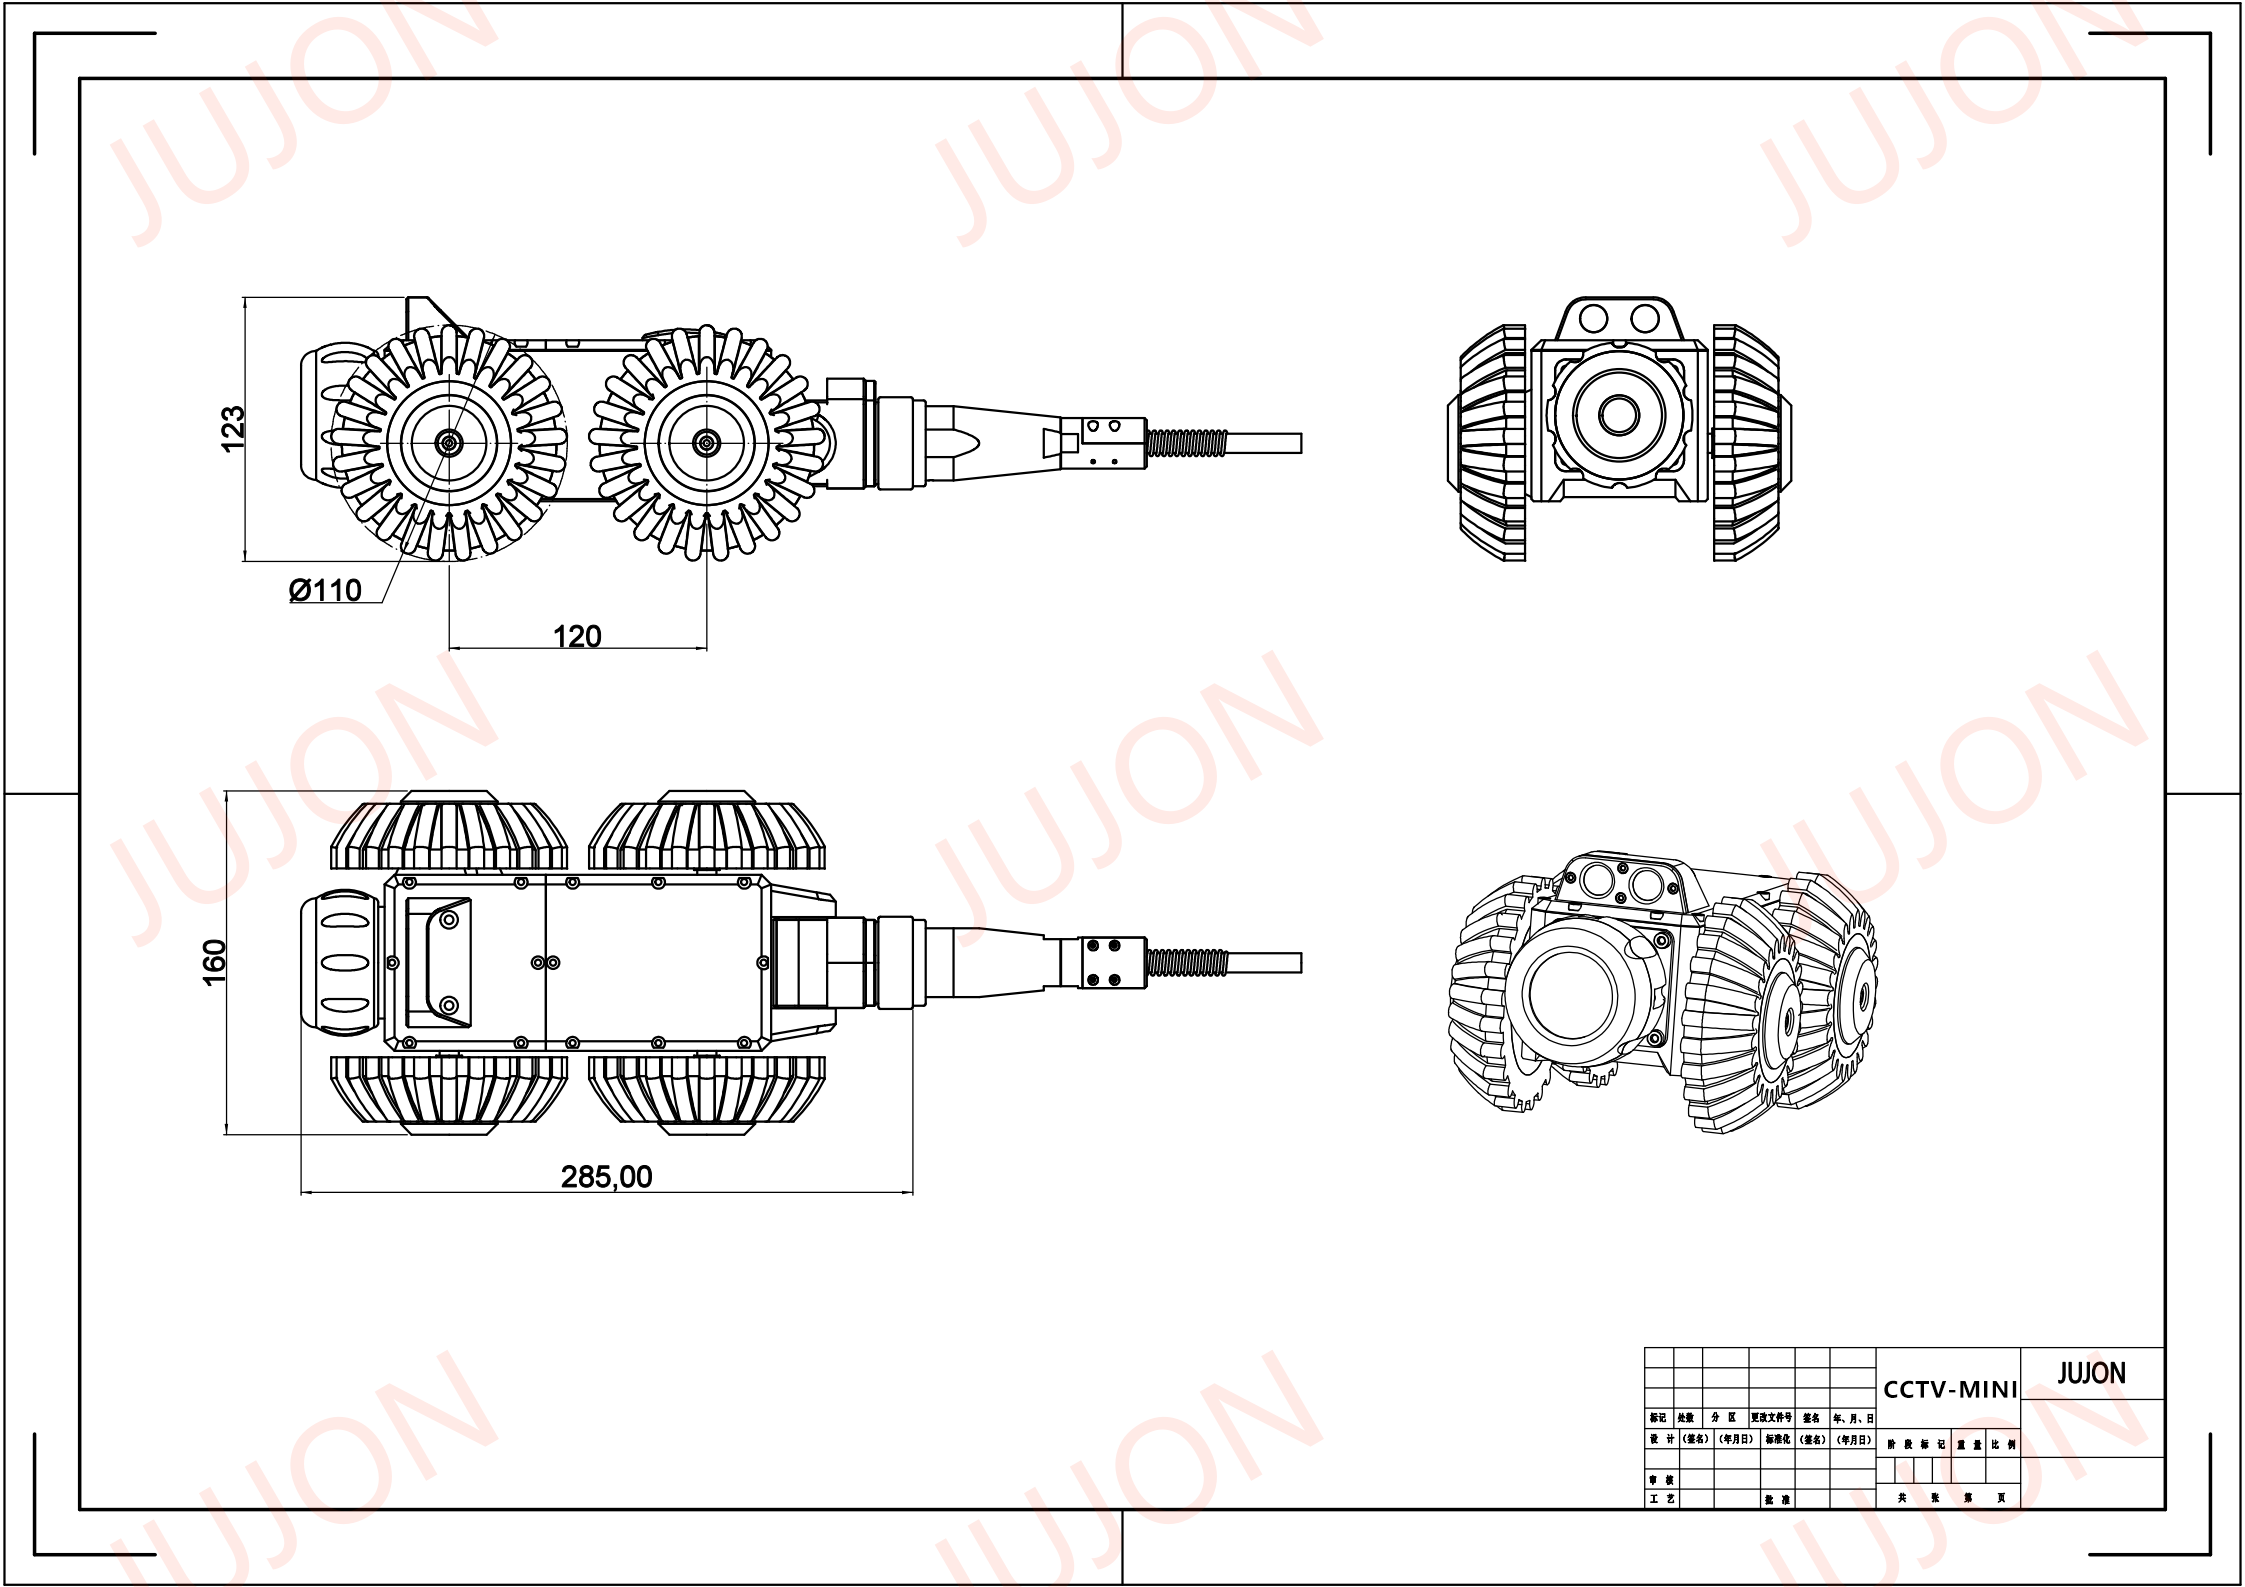 JUJON JUJON JUJON
123
Ø110
120
JUJON JUJON JUJON
160
285,00
JUJON JUJON JUJON
CCTV-MINI
JUJON
标记 处数 分 区 更改文件号 签名 年、月、日
设 计 (签名) (年月日) 标准化 (签名) (年月日)
阶 段 标 记 重 量 比 例
审 核
工 艺 批 准
共 张 第 页